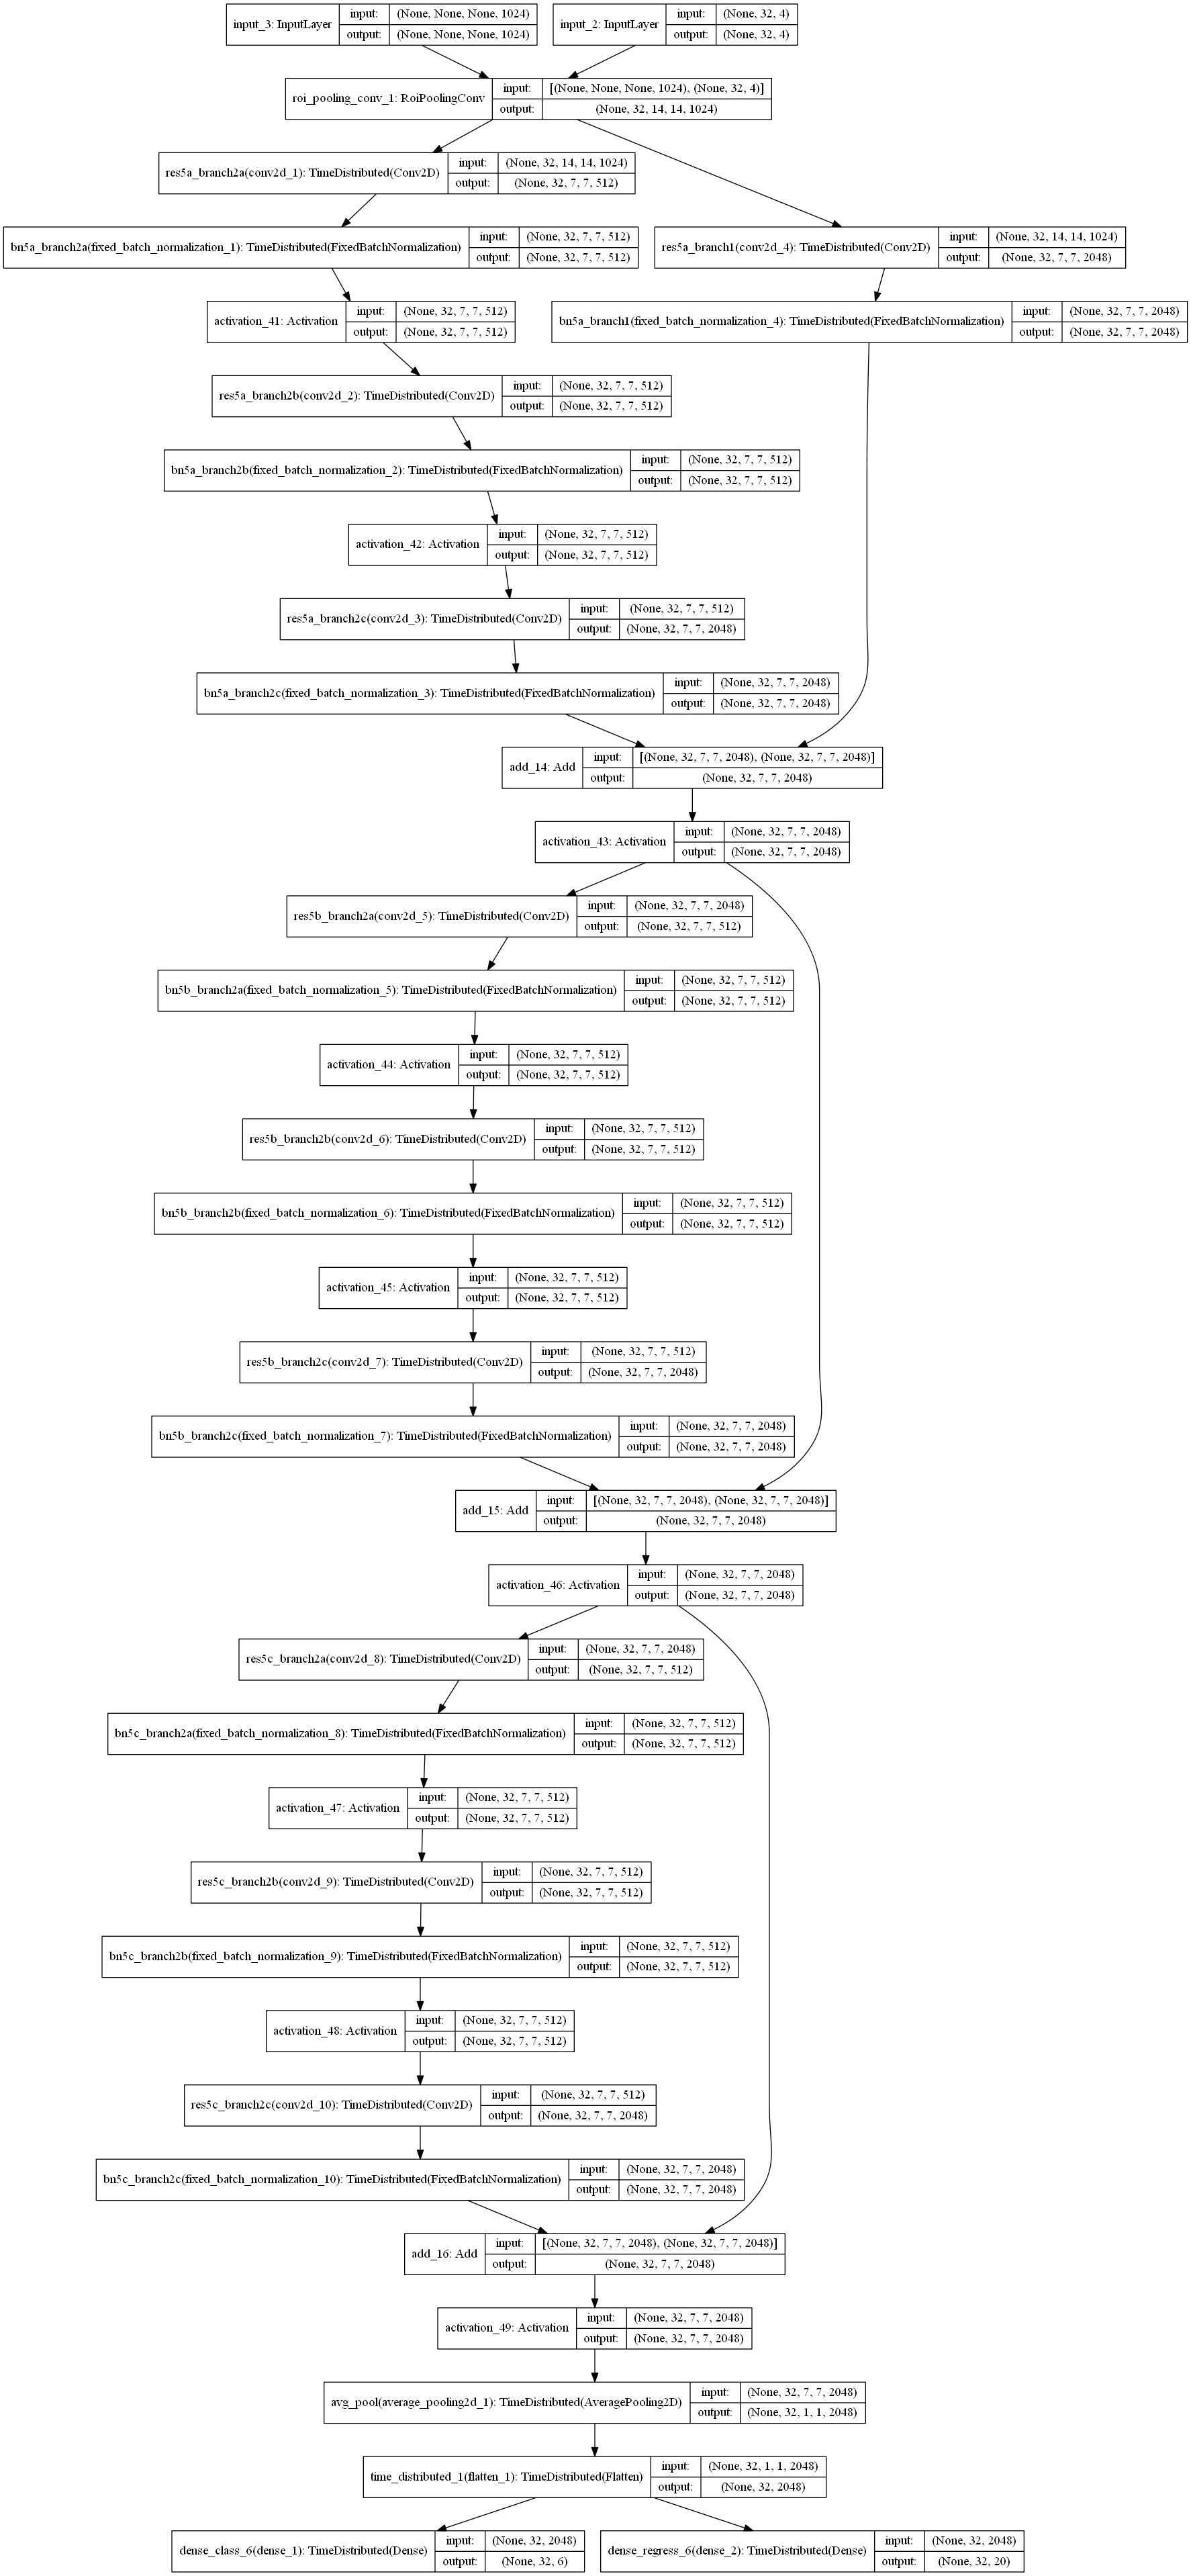 input_3: InputLayer
input: (None, None, None, 1024)
output: (None, None, None, 1024)
input_2: InputLayer
input: (None, 32, 4)
output: (None, 32, 4)
roi_pooling_conv_1: RoiPoolingConv
input: [(None, None, None, 1024), (None, 32, 4)]
output: (None, 32, 14, 14, 1024)
res5a_branch2a(conv2d_1): TimeDistributed(Conv2D)
input: (None, 32, 14, 14, 1024)
output: (None, 32, 7, 7, 512)
bn5a_branch2a(fixed_batch_normalization_1): TimeDistributed(FixedBatchNormalization)
input: (None, 32, 7, 7, 512)
output: (None, 32, 7, 7, 512)
res5a_branch1(conv2d_4): TimeDistributed(Conv2D)
input: (None, 32, 14, 14, 1024)
output: (None, 32, 7, 7, 2048)
activation_41: Activation
input: (None, 32, 7, 7, 512)
output: (None, 32, 7, 7, 512)
bn5a_branch1(fixed_batch_normalization_4): TimeDistributed(FixedBatchNormalization)
input: (None, 32, 7, 7, 2048)
output: (None, 32, 7, 7, 2048)
res5a_branch2b(conv2d_2): TimeDistributed(Conv2D)
input: (None, 32, 7, 7, 512)
output: (None, 32, 7, 7, 512)
bn5a_branch2b(fixed_batch_normalization_2): TimeDistributed(FixedBatchNormalization)
input: (None, 32, 7, 7, 512)
output: (None, 32, 7, 7, 512)
activation_42: Activation
input: (None, 32, 7, 7, 512)
output: (None, 32, 7, 7, 512)
res5a_branch2c(conv2d_3): TimeDistributed(Conv2D)
input: (None, 32, 7, 7, 512)
output: (None, 32, 7, 7, 2048)
bn5a_branch2c(fixed_batch_normalization_3): TimeDistributed(FixedBatchNormalization)
input: (None, 32, 7, 7, 2048)
output: (None, 32, 7, 7, 2048)
add_14: Add
input: [(None, 32, 7, 7, 2048), (None, 32, 7, 7, 2048)]
output: (None, 32, 7, 7, 2048)
activation_43: Activation
input: (None, 32, 7, 7, 2048)
output: (None, 32, 7, 7, 2048)
res5b_branch2a(conv2d_5): TimeDistributed(Conv2D)
input: (None, 32, 7, 7, 2048)
output: (None, 32, 7, 7, 512)
bn5b_branch2a(fixed_batch_normalization_5): TimeDistributed(FixedBatchNormalization)
input: (None, 32, 7, 7, 512)
output: (None, 32, 7, 7, 512)
activation_44: Activation
input: (None, 32, 7, 7, 512)
output: (None, 32, 7, 7, 512)
res5b_branch2b(conv2d_6): TimeDistributed(Conv2D)
input: (None, 32, 7, 7, 512)
output: (None, 32, 7, 7, 512)
bn5b_branch2b(fixed_batch_normalization_6): TimeDistributed(FixedBatchNormalization)
input: (None, 32, 7, 7, 512)
output: (None, 32, 7, 7, 512)
activation_45: Activation
input: (None, 32, 7, 7, 512)
output: (None, 32, 7, 7, 512)
res5b_branch2c(conv2d_7): TimeDistributed(Conv2D)
input: (None, 32, 7, 7, 512)
output: (None, 32, 7, 7, 2048)
bn5b_branch2c(fixed_batch_normalization_7): TimeDistributed(FixedBatchNormalization)
input: (None, 32, 7, 7, 2048)
output: (None, 32, 7, 7, 2048)
add_15: Add
input: [(None, 32, 7, 7, 2048), (None, 32, 7, 7, 2048)]
output: (None, 32, 7, 7, 2048)
activation_46: Activation
input: (None, 32, 7, 7, 2048)
output: (None, 32, 7, 7, 2048)
res5c_branch2a(conv2d_8): TimeDistributed(Conv2D)
input: (None, 32, 7, 7, 2048)
output: (None, 32, 7, 7, 512)
bn5c_branch2a(fixed_batch_normalization_8): TimeDistributed(FixedBatchNormalization)
input: (None, 32, 7, 7, 512)
output: (None, 32, 7, 7, 512)
activation_47: Activation
input: (None, 32, 7, 7, 512)
output: (None, 32, 7, 7, 512)
res5c_branch2b(conv2d_9): TimeDistributed(Conv2D)
input: (None, 32, 7, 7, 512)
output: (None, 32, 7, 7, 512)
bn5c_branch2b(fixed_batch_normalization_9): TimeDistributed(FixedBatchNormalization)
input: (None, 32, 7, 7, 512)
output: (None, 32, 7, 7, 512)
activation_48: Activation
input: (None, 32, 7, 7, 512)
output: (None, 32, 7, 7, 512)
res5c_branch2c(conv2d_10): TimeDistributed(Conv2D)
input: (None, 32, 7, 7, 512)
output: (None, 32, 7, 7, 2048)
bn5c_branch2c(fixed_batch_normalization_10): TimeDistributed(FixedBatchNormalization)
input: (None, 32, 7, 7, 2048)
output: (None, 32, 7, 7, 2048)
add_16: Add
input: [(None, 32, 7, 7, 2048), (None, 32, 7, 7, 2048)]
output: (None, 32, 7, 7, 2048)
activation_49: Activation
input: (None, 32, 7, 7, 2048)
output: (None, 32, 7, 7, 2048)
avg_pool(average_pooling2d_1): TimeDistributed(AveragePooling2D)
input: (None, 32, 7, 7, 2048)
output: (None, 32, 1, 1, 2048)
time_distributed_1(flatten_1): TimeDistributed(Flatten)
input: (None, 32, 1, 1, 2048)
output: (None, 32, 2048)
dense_class_6(dense_1): TimeDistributed(Dense)
input: (None, 32, 2048)
output: (None, 32, 6)
dense_regress_6(dense_2): TimeDistributed(Dense)
input: (None, 32, 2048)
output: (None, 32, 20)